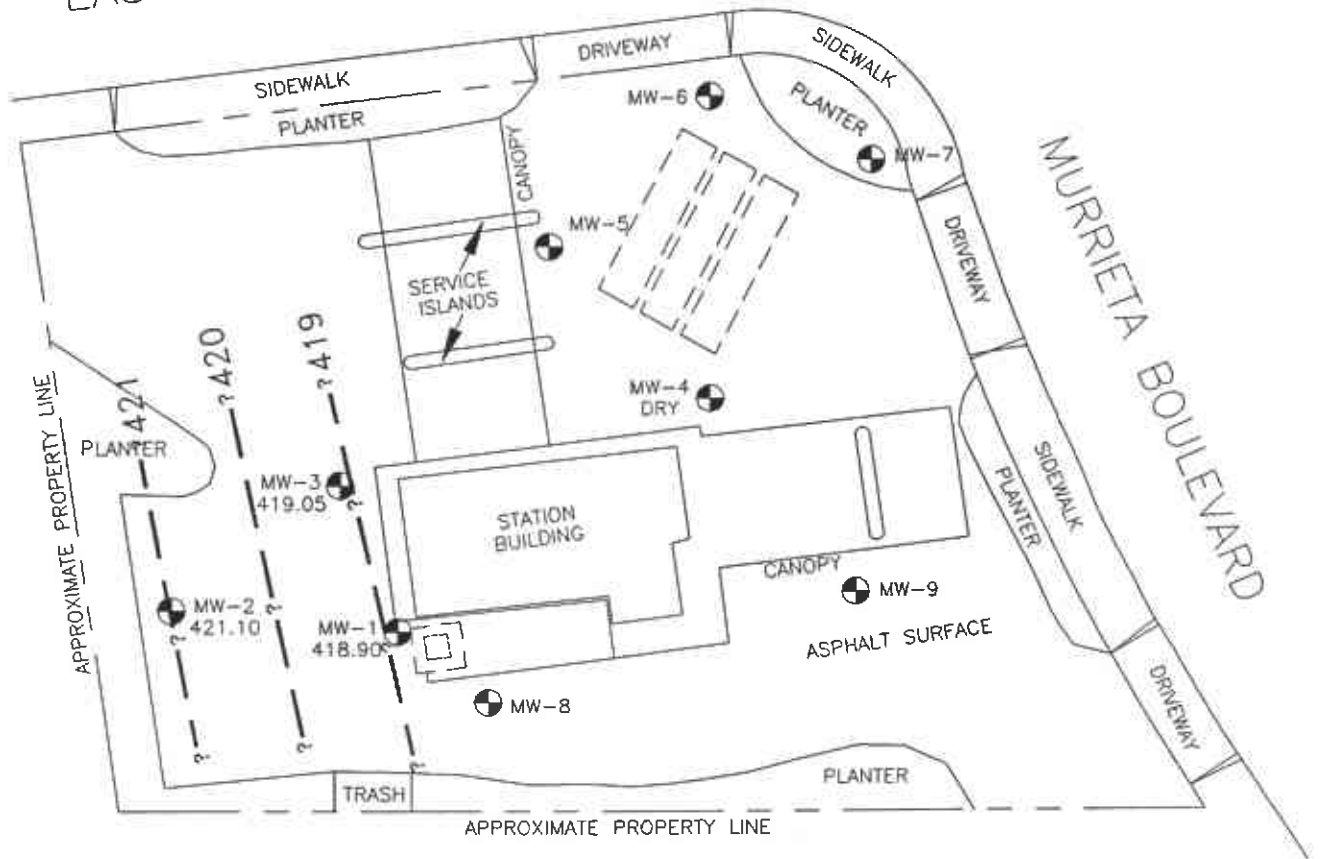 SIDEWALK
PLANTER
DRIVEWAY
SIDEWALK
PLANTER
MW-6
MW-7
CANOPY
MW-5
SERVICE
ISLANDS
DRIVEWAY
MURRIETA BOULEVARD
?421
?420
?419
PLANTER
APPROXIMATE PROPERTY LINE
MW-4
DRY
MW-3
419.05
?
STATION
BUILDING
SIDEWALK
PLANTER
CANOPY
MW-9
ASPHALT SURFACE
MW-2
421.10
?
?
MW-1
418.90
?
MW-8
DRIVEWAY
?
?
?
TRASH
PLANTER
APPROXIMATE PROPERTY LINE